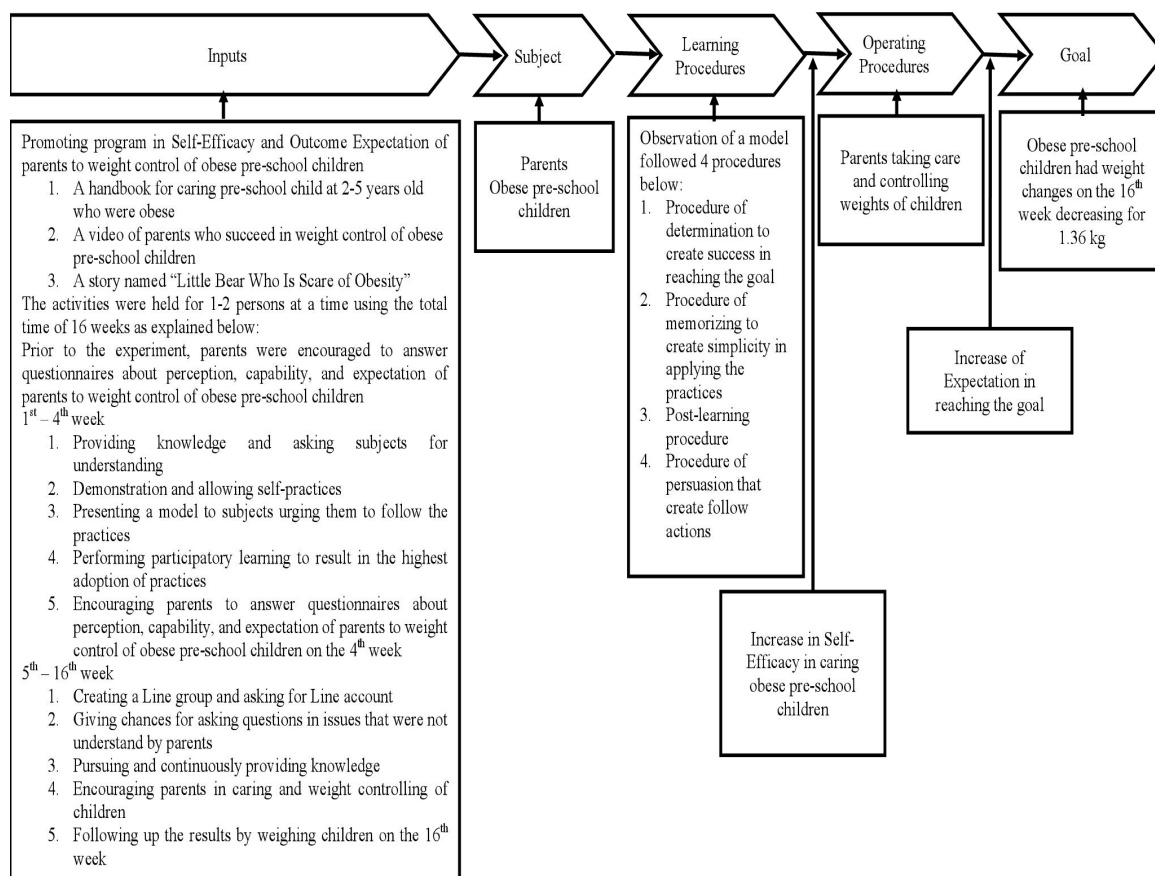 Inputs
Subject
Learning
Procedures
Operating
Procedures
Goal
Promoting program in Self-Efficacy and Outcome Expectation of
parents to weight control of obese pre-school children
1. A handbook for caring pre-school child at 2-5 years old
who were obese
2. A video of parents who succeed in weight control of obese
pre-school children
3. A story named “Little Bear Who Is Scare of Obesity”
The activities were held for 1-2 persons at a time using the total
time of 16 weeks as explained below:
Prior to the experiment, parents were encouraged to answer
questionnaires about perception, capability, and expectation of
parents to weight control of obese pre-school children
1st – 4th week
1. Providing knowledge and asking subjects for
understanding
2. Demonstration and allowing self-practices
3. Presenting a model to subjects urging them to follow the
practices
4. Performing participatory learning to result in the highest
adoption of practices
5. Encouraging parents to answer questionnaires about
perception, capability, and expectation of parents to weight
control of obese pre-school children on the 4th week
5th – 16th week
1. Creating a Line group and asking for Line account
2. Giving chances for asking questions in issues that were not
understand by parents
3. Pursuing and continuously providing knowledge
4. Encouraging parents in caring and weight controlling of
children
5. Following up the results by weighing children on the 16th
week
Parents
Obese pre-school
children
Observation of a model
followed 4 procedures
below:
1. Procedure of
determination to
create success in
reaching the goal
2. Procedure of
memorizing to
create simplicity in
applying the
practices
3. Post-learning
procedure
4. Procedure of
persuasion that
create follow
actions
Increase in Self-
Efficacy in caring
obese pre-school
children
Parents taking care
and controlling
weights of children
Increase of
Expectation in
reaching the goal
Obese pre-school
children had weight
changes on the 16th
week decreasing for
1.36 kg